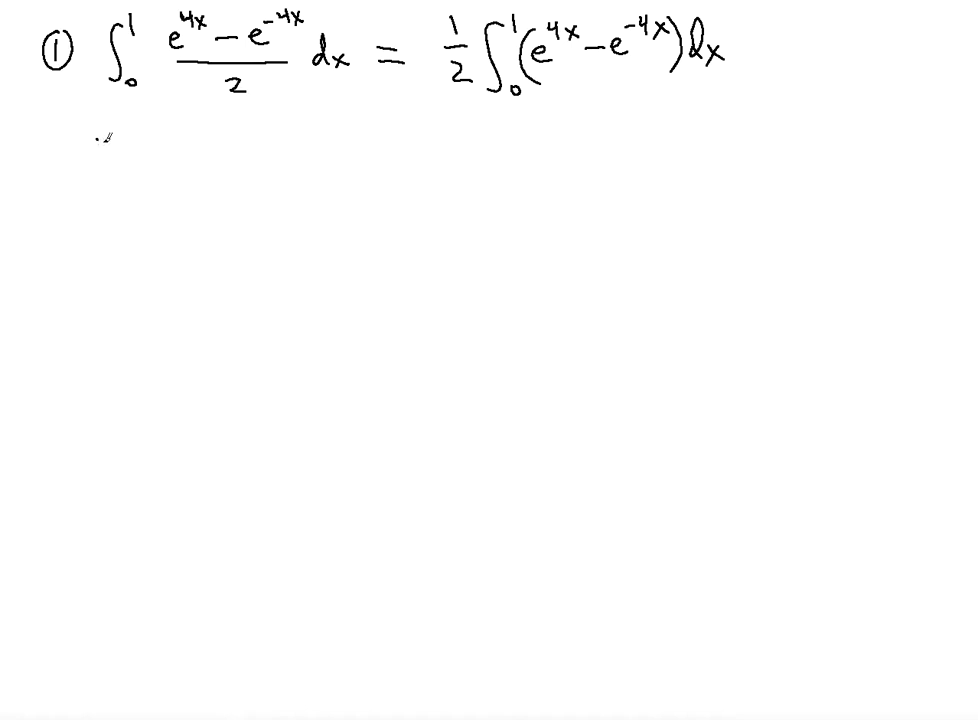 ① ∫₀¹ (e^{4x} − e^{−4x})/2 dx = 1/2 ∫₀¹ (e^{4x} − e^{−4x}) dx